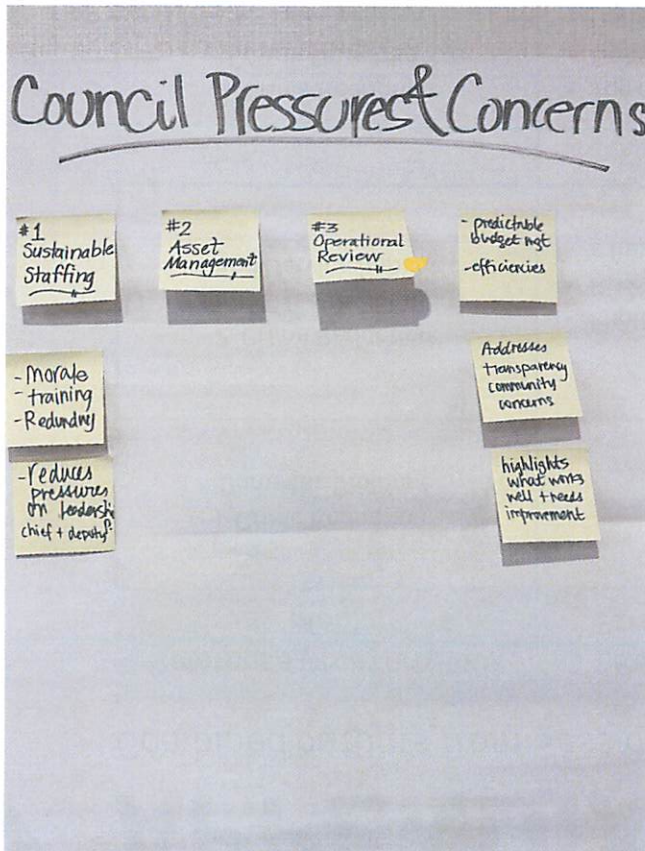 Council Pressures & Concerns
#1
Sustainable
Staffing
#2
Asset
Management
#3
Operational
Review
- predictable
budget mgt
-efficiencies
- Morale
- training
- Redundncy
Addresses
transparency
community
concerns
-reduces
pressures
on leadershi
chief + deputy
highlights
what works
well + needs
improvement